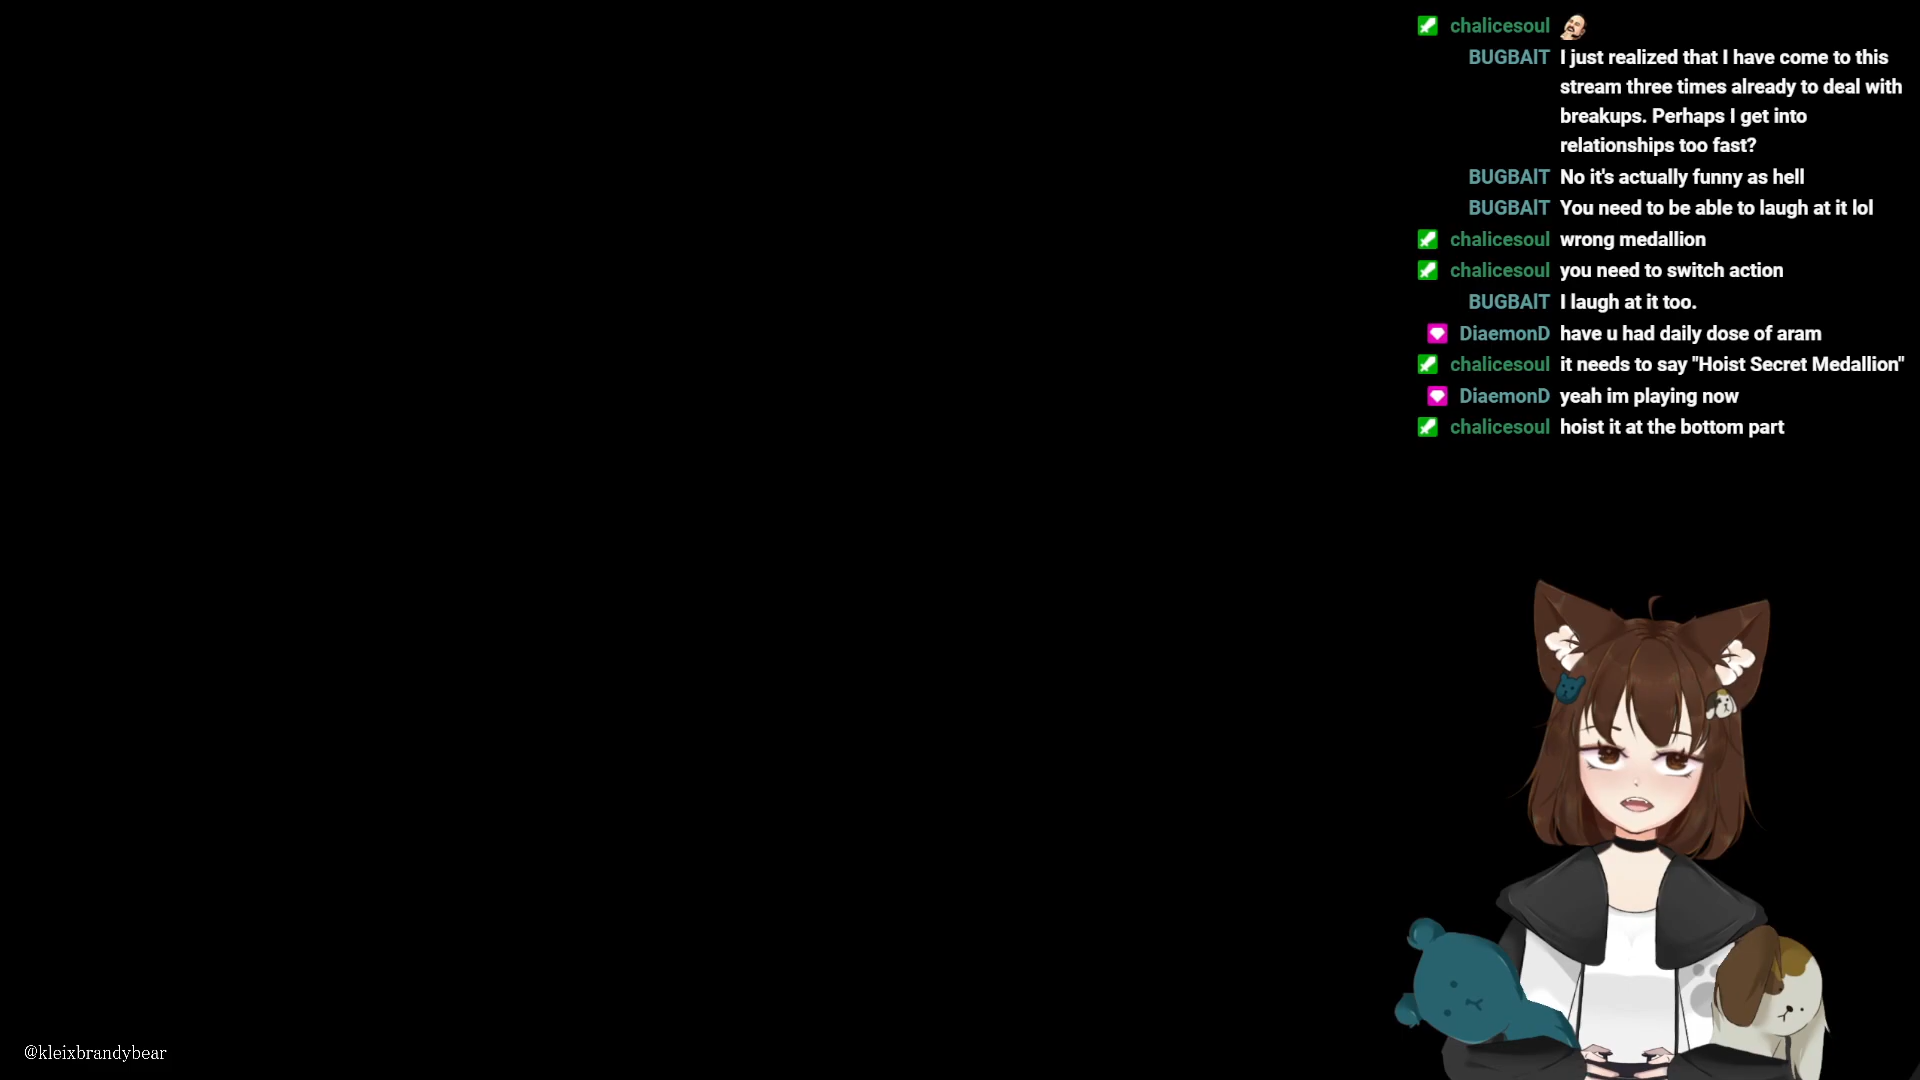 chalicesoul
BUGBAlT I just realized that I have come to this
stream three times already to deal with
breakups. Perhaps I get into
relationships too fast?
BUGBAlT No it's actually funny as hell
BUGBAlT You need to be able to laugh at it lol
chalicesoul wrong medallion
chalicesoul you need to switch action
BUGBAlT I laugh at it too.
DiaemonD have u had daily dose of aram
chalicesoul it needs to say "Hoist Secret Medallion"
DiaemonD yeah im playing now
chalicesoul hoist it at the bottom part
@kleixbrandybear